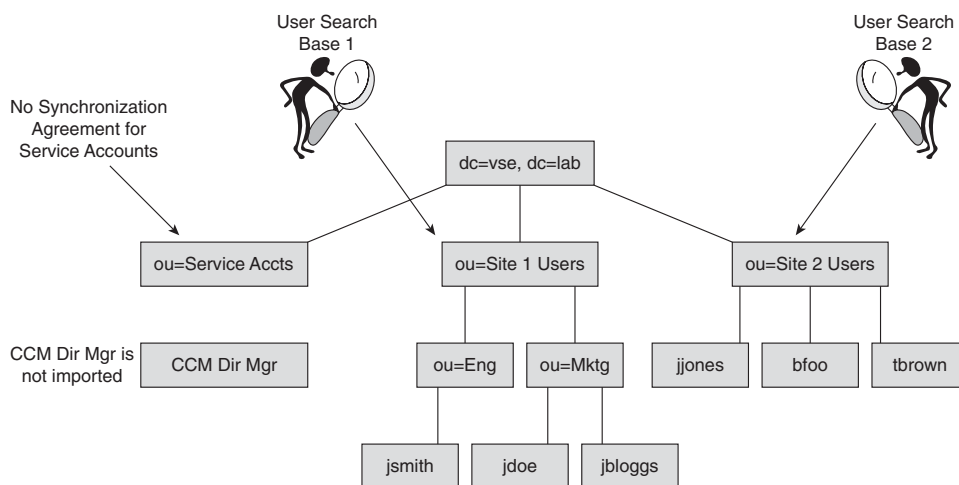 User Search
Base 1
User Search
Base 2
No Synchronization
Agreement for
Service Accounts
dc=vse, dc=lab
ou=Service Accts
ou=Site 1 Users
ou=Site 2 Users
CCM Dir Mgr is
not imported
CCM Dir Mgr
ou=Eng
ou=Mktg
jjones
bfoo
tbrown
jsmith
jdoe
jbloggs